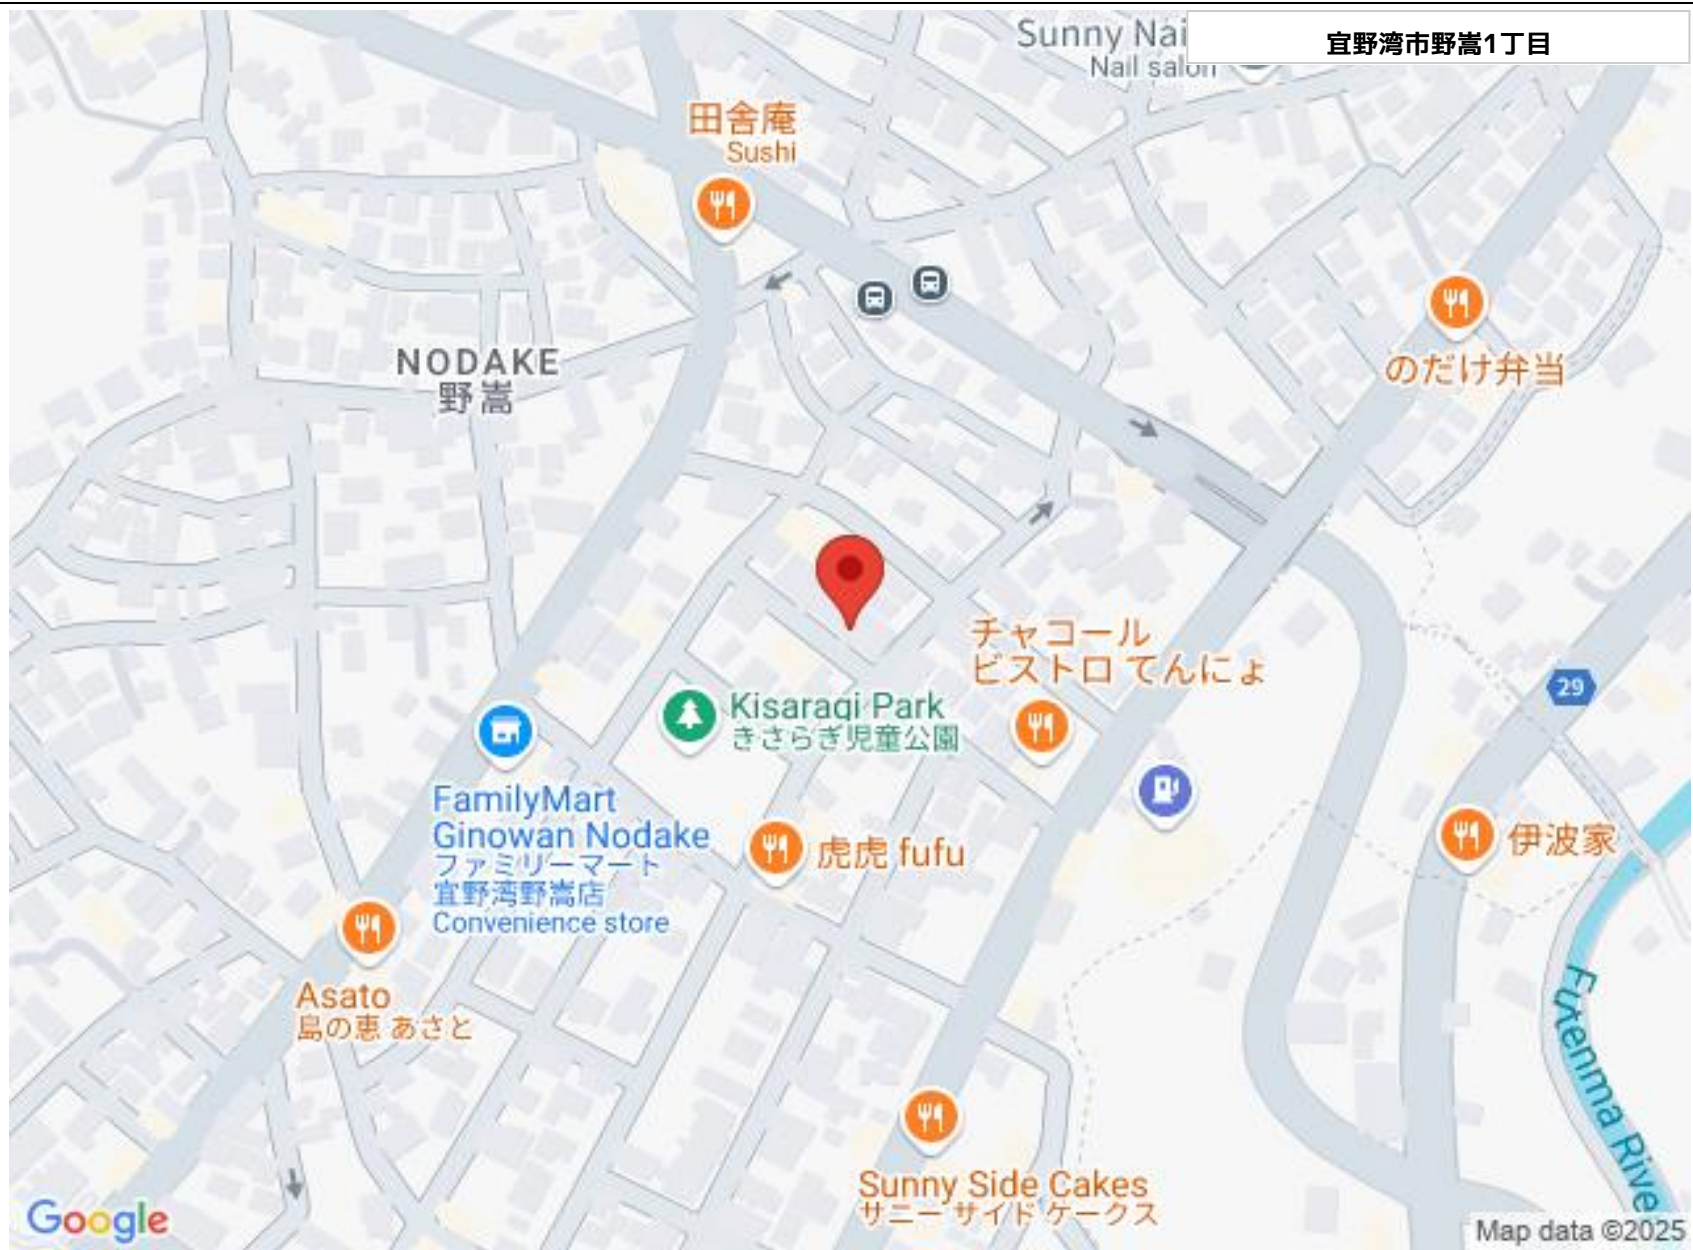 宜野湾市野嵩1丁目
Sunny Nai
Nail salon
田舎庵
Sushi
NODAKE
野嵩
のだけ弁当
チャコール
ビストロ てんにょ
29
Kisaragi Park
きさらぎ児童公園
FamilyMart
Ginowan Nodake
ファミリーマート
宜野湾野嵩店
Convenience store
虎虎 fufu
伊波家
Asato
島の恵 あさと
Futenma Rive
Sunny Side Cakes
サニー サイド ケークス
Google
Map data ©2025